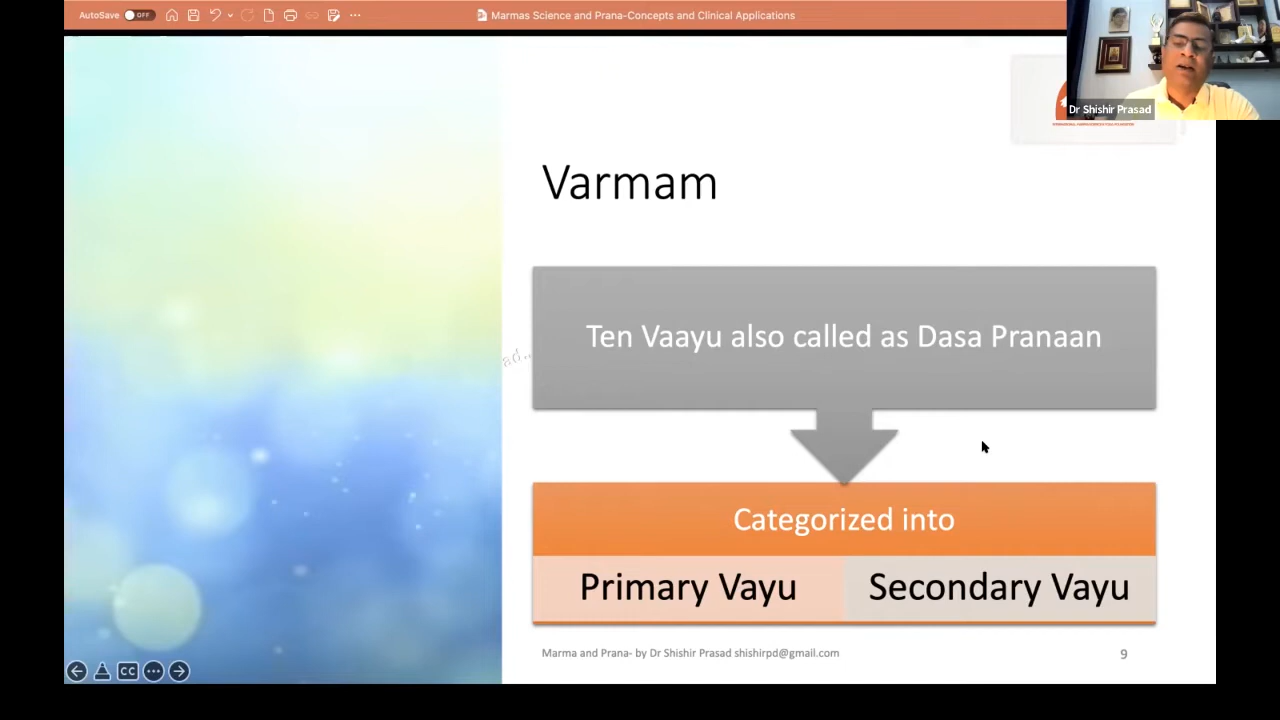 AutoSave OFF
Marmas Science and Prana-Concepts and Clinical Applications
Dr Shishir Prasad
Varmam
Ten Vaayu also called as Dasa Pranaan
ad..
Categorized into
Primary Vayu
Secondary Vayu
Marma and Prana- by Dr Shishir Prasad shishirpd@gmail.com
9
CC